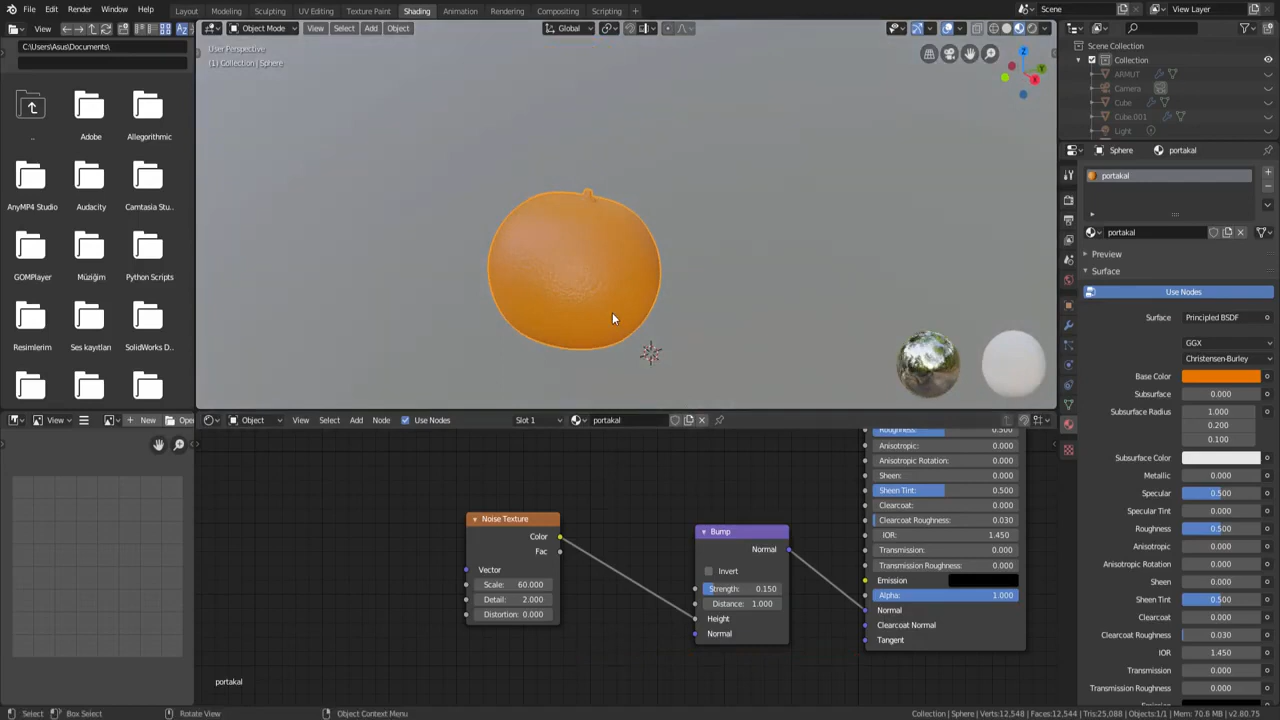 File Edit Render Window Help Layout Modeling Sculpting UV Editing Texture Paint Shading Animation Rendering Compositing Scripting + Scene View Layer
View Object Mode View Select Add Object Global
C:\Users\Asus\Documents\
User Perspective
(1) Collection | Sphere
.. Adobe Allegorithmic
AnyMP4 Studio Audacity Camtasia Stu..
GOMPlayer Müziğim Python Scripts
Resimlerim Ses kayıtları SolidWorks D...
Z
Y
X
Scene Collection
Collection
ARMUT
Camera
Cube
Cube.001
Light
Sphere portakal
portakal
portakal
Preview
Surface
Use Nodes
Surface Principled BSDF
GGX
Christensen-Burley
Base Color
Subsurface 0.000
Subsurface Radius 1.000
0.200
0.100
Subsurface Color
Metallic 0.000
Specular 0.500
Specular Tint 0.000
Roughness 0.500
Anisotropic 0.000
Anisotropic Rotation 0.000
Sheen 0.000
Sheen Tint 0.500
Clearcoat 0.000
Clearcoat Roughness 0.030
IOR 1.450
Transmission 0.000
Transmission Roughness 0.000
View + New Open
Object View Select Add Node Use Nodes Slot 1 portakal
Noise Texture
Color
Fac
Vector
Scale: 60.000
Detail: 2.000
Distortion: 0.000
Bump
Normal
Invert
Strength: 0.150
Distance: 1.000
Height
Normal
Roughness: 0.500
Anisotropic: 0.000
Anisotropic Rotation: 0.000
Sheen: 0.000
Sheen Tint: 0.500
Clearcoat: 0.000
Clearcoat Roughness: 0.030
IOR: 1.450
Transmission: 0.000
Transmission Roughness: 0.000
Emission
Alpha: 1.000
Normal
Clearcoat Normal
Tangent
portakal
Select Box Select Rotate View Object Context Menu Collection | Sphere | Verts:12,548 | Faces:12,544 | Tris:25,088 | Objects:1/1 | Mem: 70.8 MB | v2.80.75